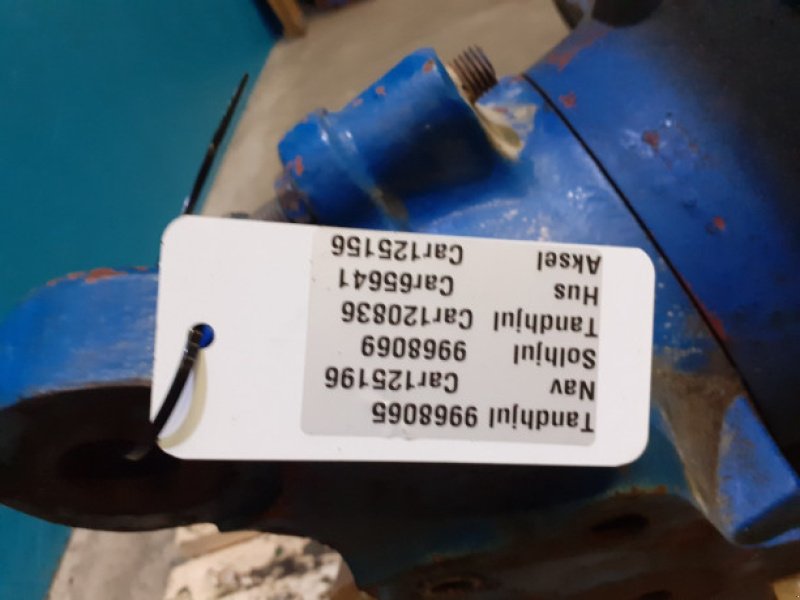 Tandhjul 9968065
Nav Car125196
Solhjul 9968069
Tandhjul Car120836
Hus Car65641
Aksel Car125156